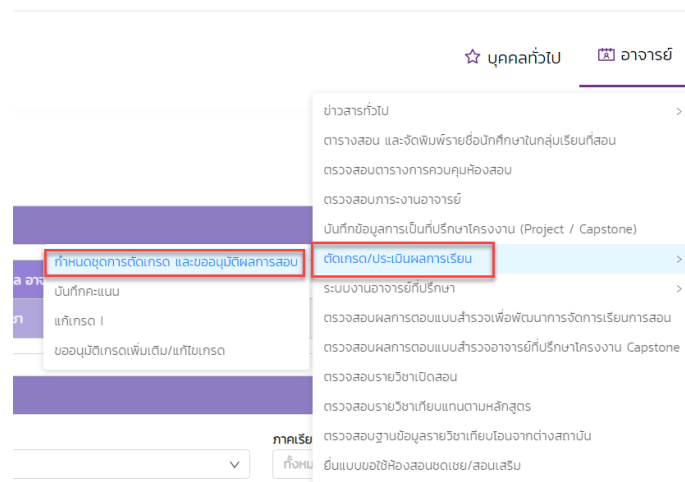 บุคคลทั่วไป
อาจารย์
ข่าวสารทั่วไป
ตารางสอน และจัดพิมพ์รายชื่อนักศึกษาในกลุ่มเรียนที่สอน
ตรวจสอบตารางการควบคุมห้องสอบ
ตรวจสอบภาระงานอาจารย์
บันทึกข้อมูลการเป็นที่ปรึกษาโครงงาน (Project / Capstone)
ตัดเกรด/ประเมินผลการเรียน
ระบบงานอาจารย์ที่ปรึกษา
ตรวจสอบผลการตอบแบบสำรวจเพื่อพัฒนาการจัดการเรียนการสอน
ตรวจสอบผลการตอบแบบสำรวจอาจารย์ที่ปรึกษาโครงงาน Capstone
ตรวจสอบรายวิชาเปิดสอน
ตรวจสอบรายวิชาเทียบแทนตามหลักสูตร
ตรวจสอบฐานข้อมูลรายวิชาเทียบโอนจากต่างสถาบัน
ยื่นแบบขอใช้ห้องสอนชดเชย/สอนเสริม
กำหนดชุดการตัดเกรด และขออนุมัติผลการสอบ
บันทึกคะแนน
แก้เกรด I
ขออนุมัติเกรดเพิ่มเติม/แก้ไขเกรด
ล อาจ
ชา
ภาคเรีย
ทั้งหม